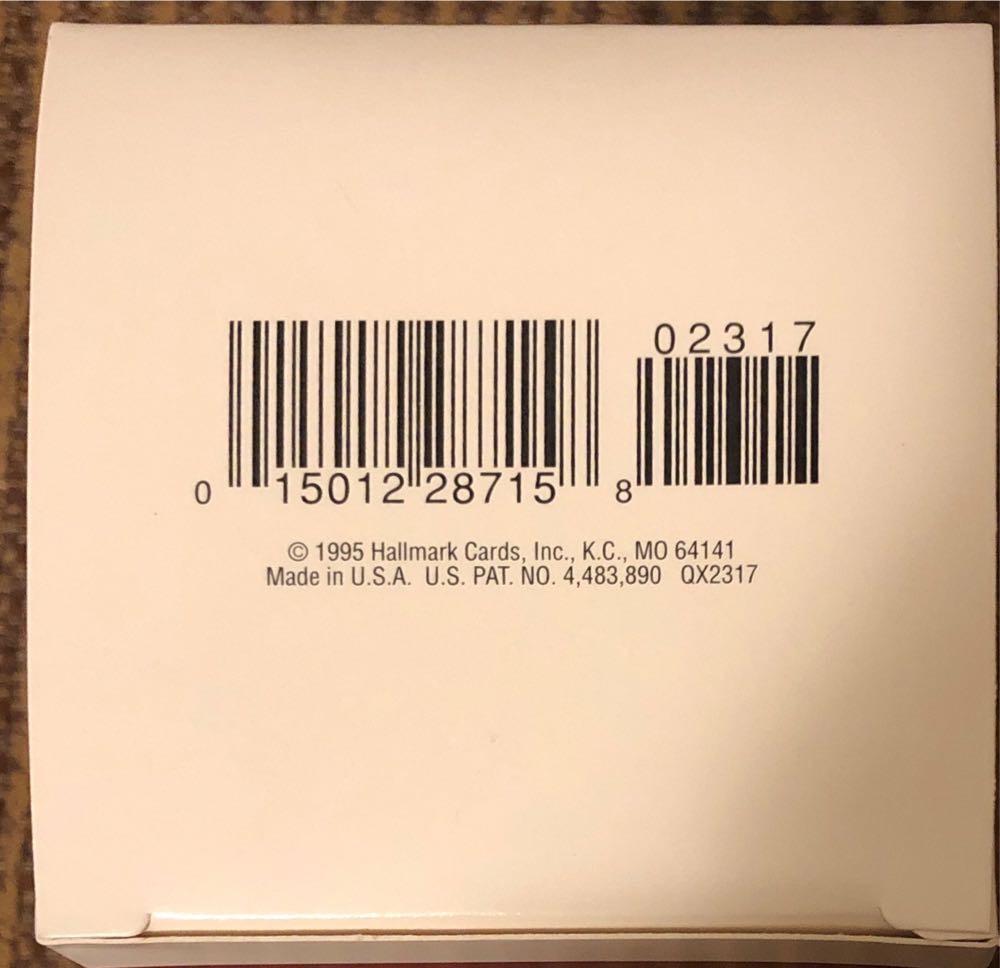 02317
0 15012 28715 8
© 1995 Hallmark Cards, Inc., K.C., MO 64141
Made in U.S.A. U.S. PAT. NO. 4,483,890 QX2317